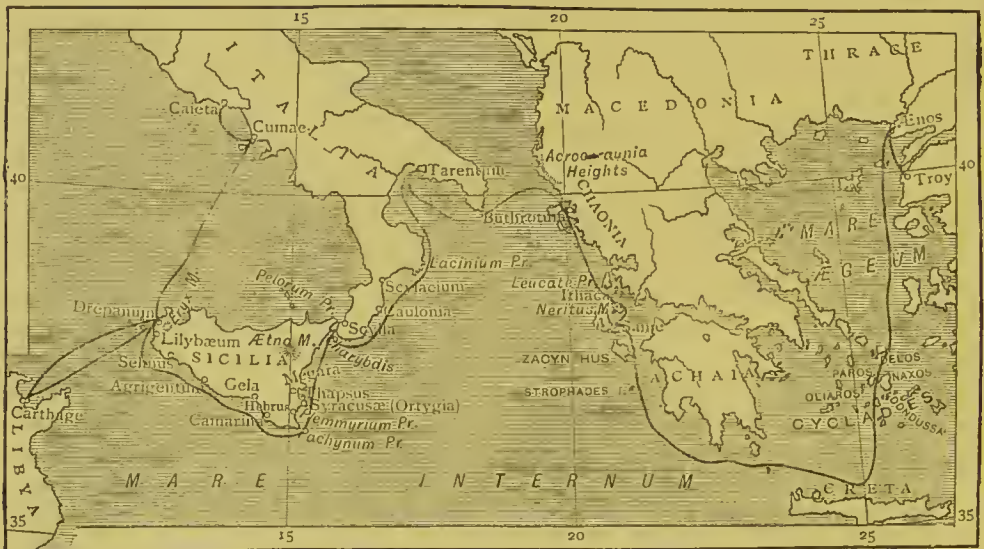 15
20
25
ITALIA
THRACE
MACEDONIA
Caieta
Cumae
Enos
Acroceraunia
Heights
40
Tarentum
CHAONIA
40
Troy
Buthrotum
MARE
ÆGEUM
Lacinium Pr.
Pelorum Pr.
Scylacium
Leucate Pr.
Ithaca
Drepanum
Eryx M.
Caulonia
Neritus M.
Scylla
Lilybæum
Ætna M.
SICILIA
Charybdis
Selinus
Megara
ZACYN HUS
DELOS
PAROS
NAXOS
ACHAIA
Agrigentum
Gela
Thapsus
STROPHADES
OLIAROS
Carthage
Syracusæ (Ortygia)
CYCLADES
Camarina
Plemmyrium Pr.
Pachynum Pr.
LIBYA
MARE INTERNUM
CRETA
35
35
15
20
25